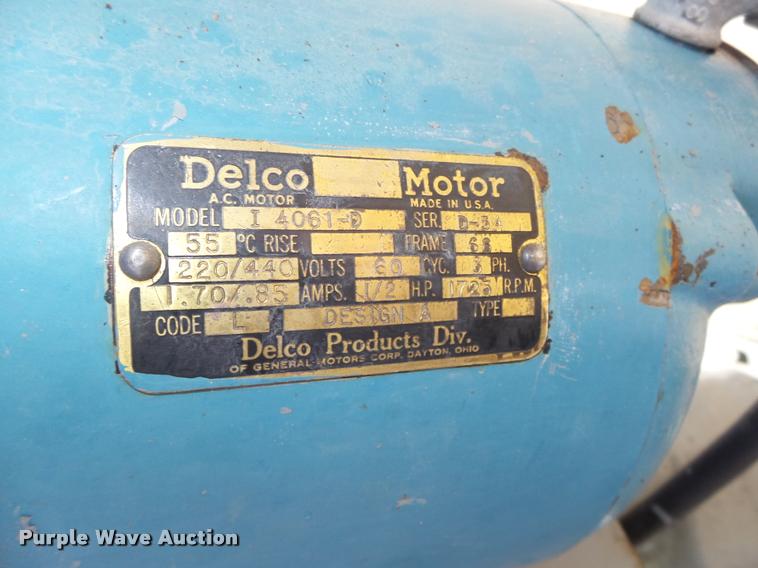 Delco Motor
A.C. MOTOR MADE IN U.S.A.
MODEL I 4061-D SER. D-54
55 °C RISE FRAME 68
220/440 VOLTS 60 CYC. 3 PH.
1.70/.85 AMPS. 1/2 H.P. 1725 R.P.M.
CODE L DESIGN A TYPE
Delco Products Div.
OF GENERAL MOTORS CORP. DAYTON, OHIO
Purple Wave Auction